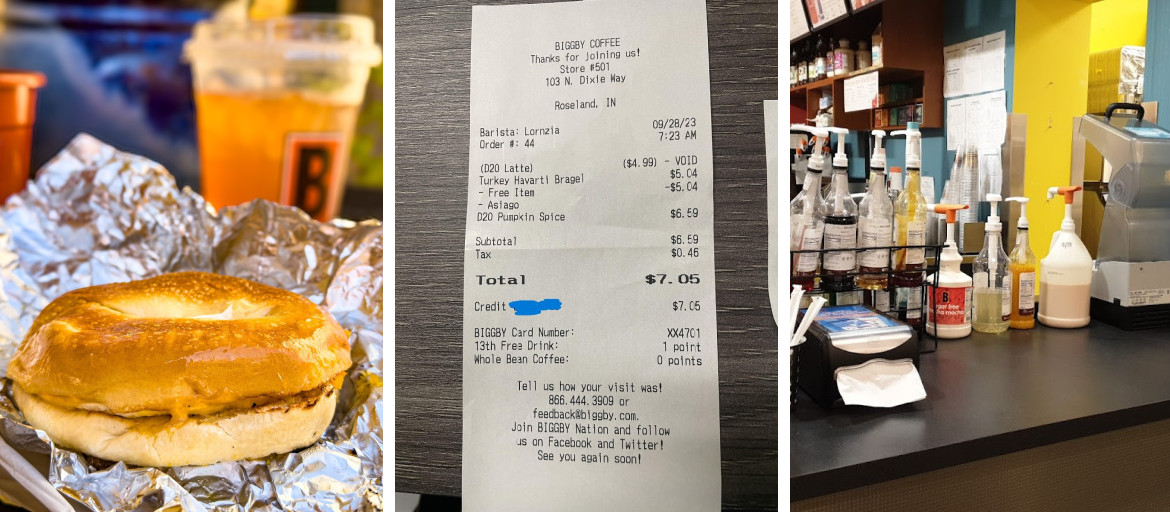 B
BIGGBY COFFEE
Thanks for joining us!
Store #501
103 N. Dixie Way
Roseland, IN
Barista: Lornzia 09/28/23
Order #: 44 7:23 AM
(D20 Latte) ($4.99) - VOID
Turkey Havarti Bragel $5.04
- Free Item -$5.04
- Asiago
D20 Pumpkin Spice $6.59
Subtotal $6.59
Tax $0.46
Total $7.05
Credit $7.05
BIGGBY Card Number: XX4701
13th Free Drink: 1 point
Whole Bean Coffee: 0 points
Tell us how your visit was!
866.444.3909 or
feedback@biggby.com.
Join BIGGBY Nation and follow
us on Facebook and Twitter!
See you again soon!
B
sugar free
mocha